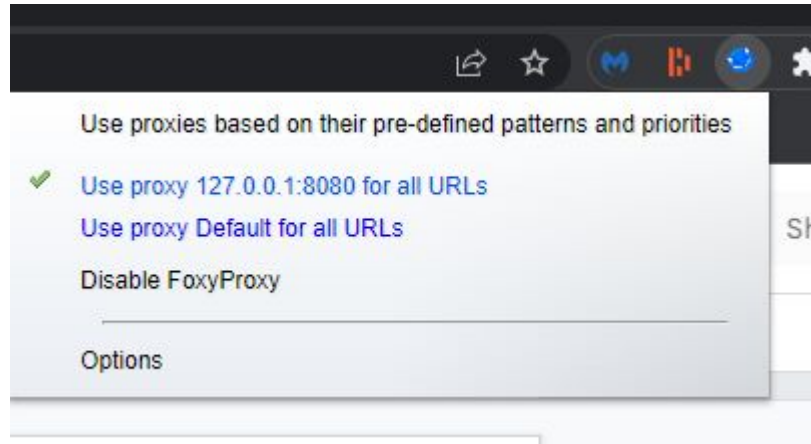 Use proxies based on their pre-defined patterns and priorities
Use proxy 127.0.0.1:8080 for all URLs
Use proxy Default for all URLs
Sh
Disable FoxyProxy
Options